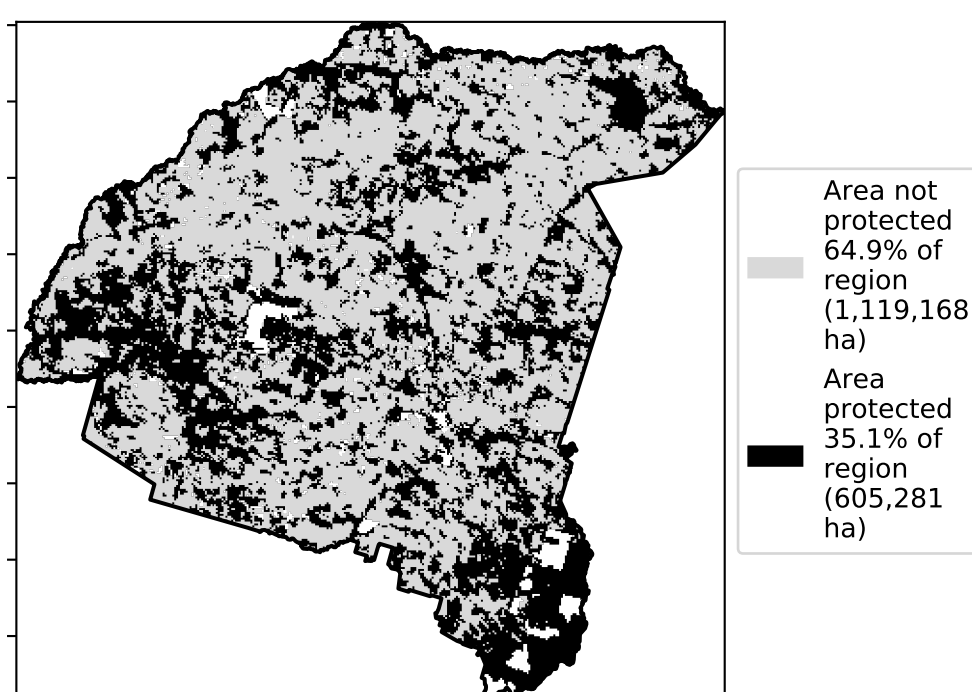 Area not
protected
64.9% of
region
(1,119,168
ha)
Area
protected
35.1% of
region
(605,281
ha)